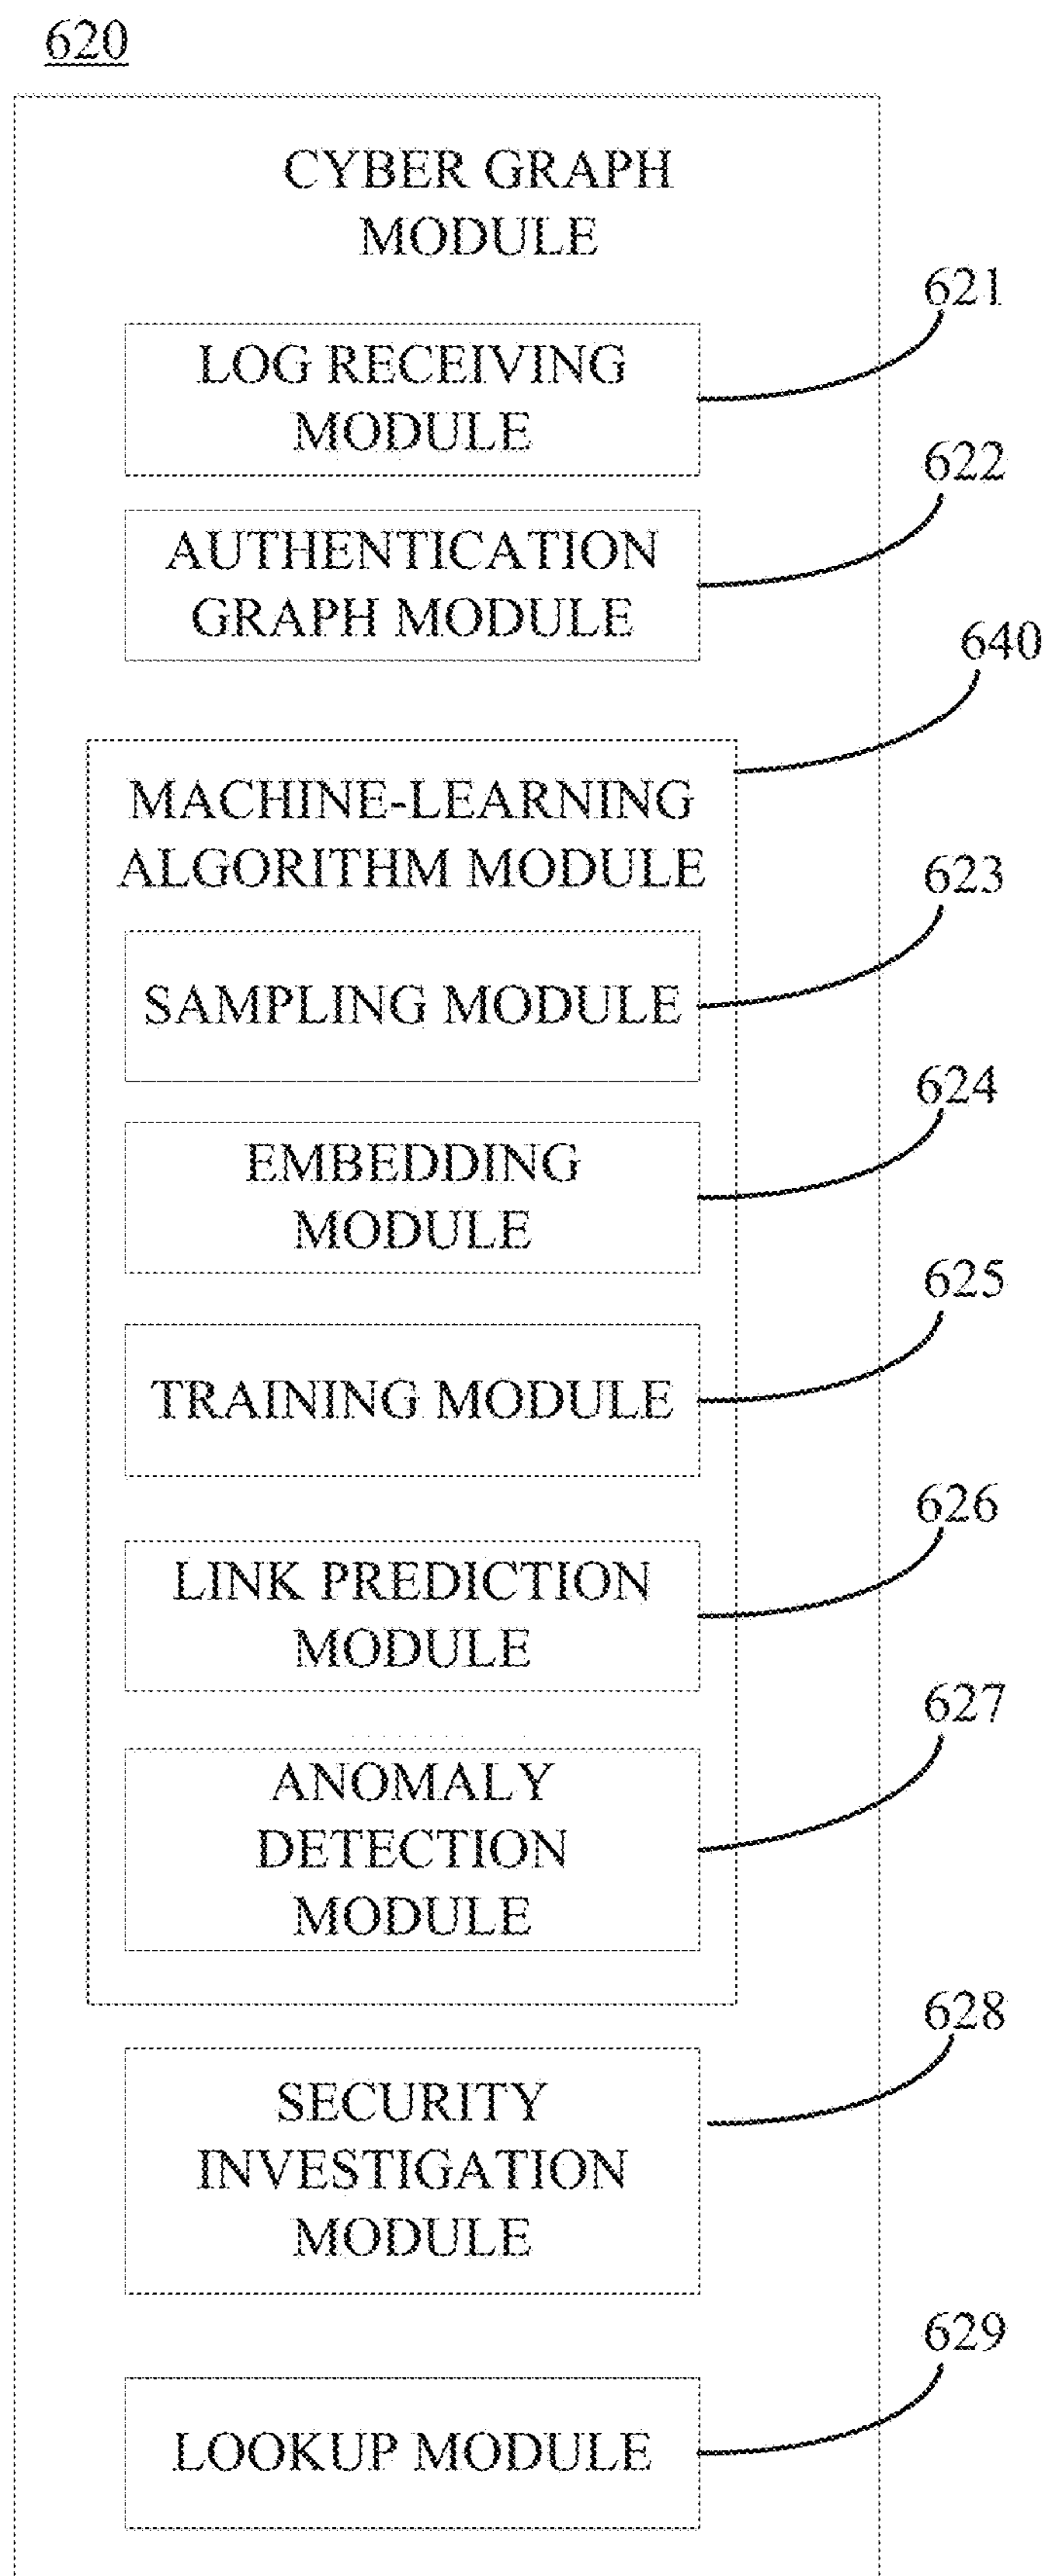 620
CYBER GRAPH
MODULE
621
LOG RECEIVING
MODULE
622
AUTHENTICATION
GRAPH MODULE
640
MACHINE-LEARNING
ALGORITHM MODULE
623
SAMPLING MODULE
624
EMBEDDING
MODULE
625
TRAINING MODULE
626
LINK PREDICTION
MODULE
627
ANOMALY
DETECTION
MODULE
628
SECURITY
INVESTIGATION
MODULE
629
LOOKUP MODULE